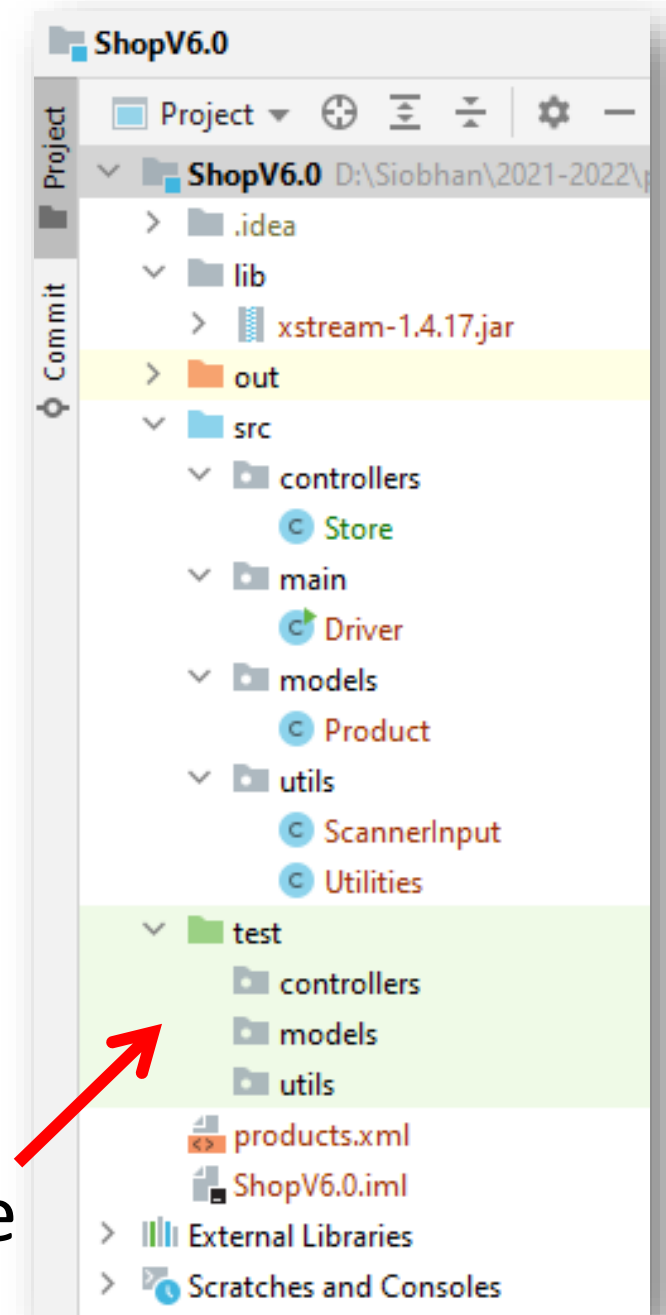 ShopV6.0
Project
Commit
Project
ShopV6.0 D:\Siobhan\2021-2022\
.idea
lib
xstream-1.4.17.jar
out
src
controllers
Store
main
Driver
models
Product
utils
ScannerInput
Utilities
test
controllers
models
utils
products.xml
ShopV6.0.iml
External Libraries
Scratches and Consoles
e